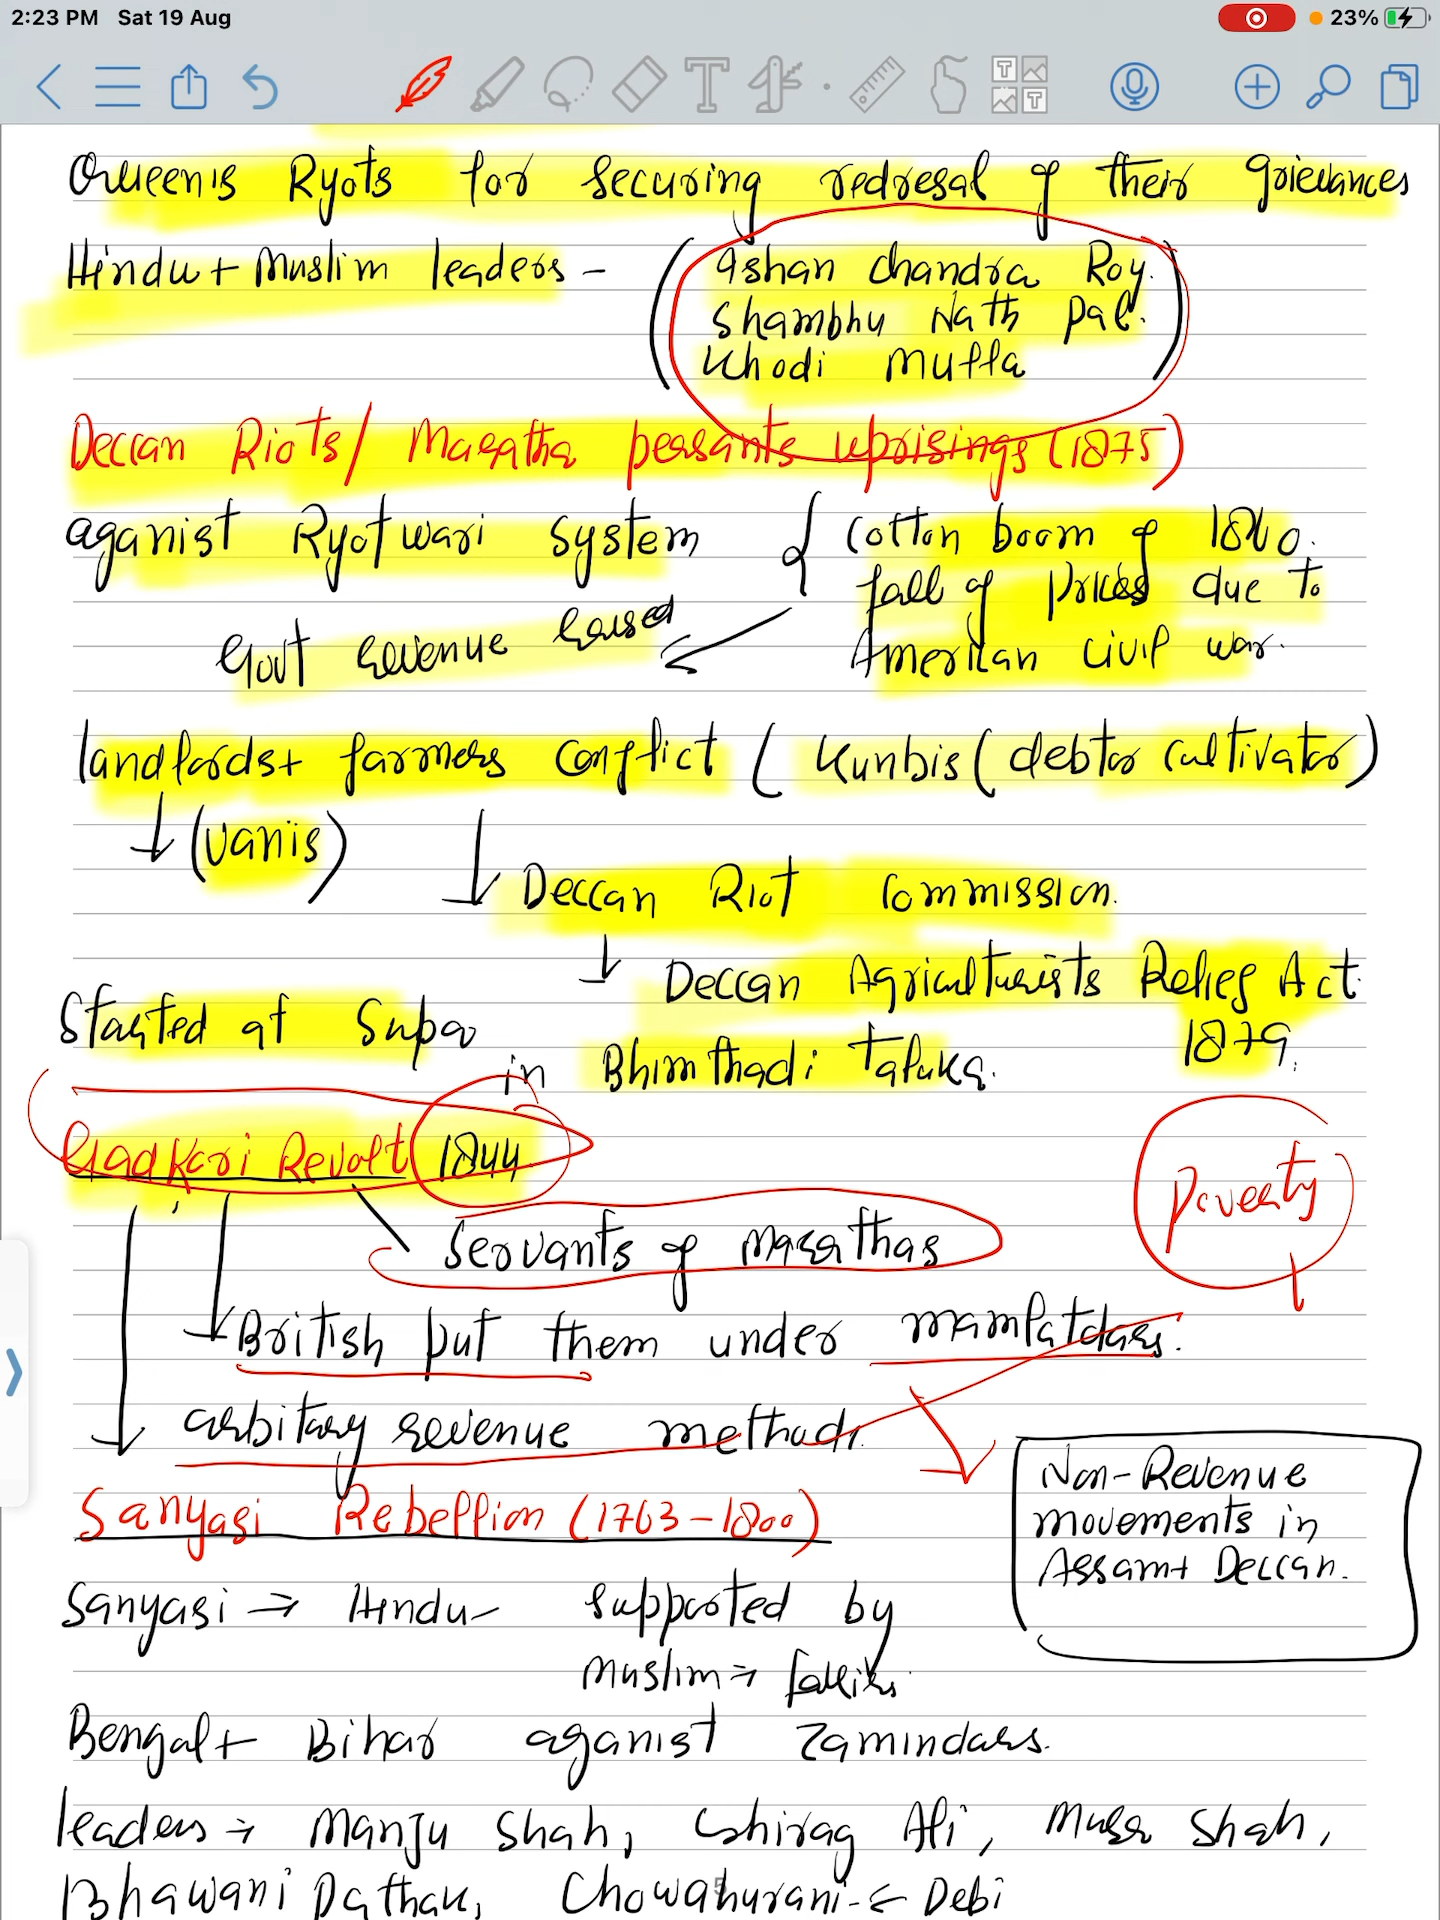 2:23 PM Sat 19 Aug 23%
Queen's Ryots for securing redresal of their grievances
Hindu + Muslim leaders - (Ishan Chandra Roy.
Shambhu Nath Pal.
Khodi Mulla)
Deccan Riots/ Maratha peasants uprisings (1875)
aganist Ryotwari system { Cotton boom of 1860.
fall of prices due to
American Civil war.
Govt revenue raised
landlords+ farmers Conflict ( Kunbis (debtor cultivator)
(vanis)
Deccan Riot Commission.
Deccan Agriculturists Relief Act
1879.
Started at Supa
in Bhimthadi Taluka.
Gadkari Revolt 1844
Poverty
Servants of Marathas
British put them under mamlatdars.
arbitary revenue methods.
Sanyasi Rebellion (1763-1800)
Non-Revenue
movements in
Assam+ Deccan.
Sanyasi → Hindu - supported by
Muslim → fakirs.
Bengal + Bihar aganist Zamindars.
leaders → Manju Shah, Chirag Ali, Musa Shah,
Bhawani Pathak, Chowdhurani - ← Debi
5